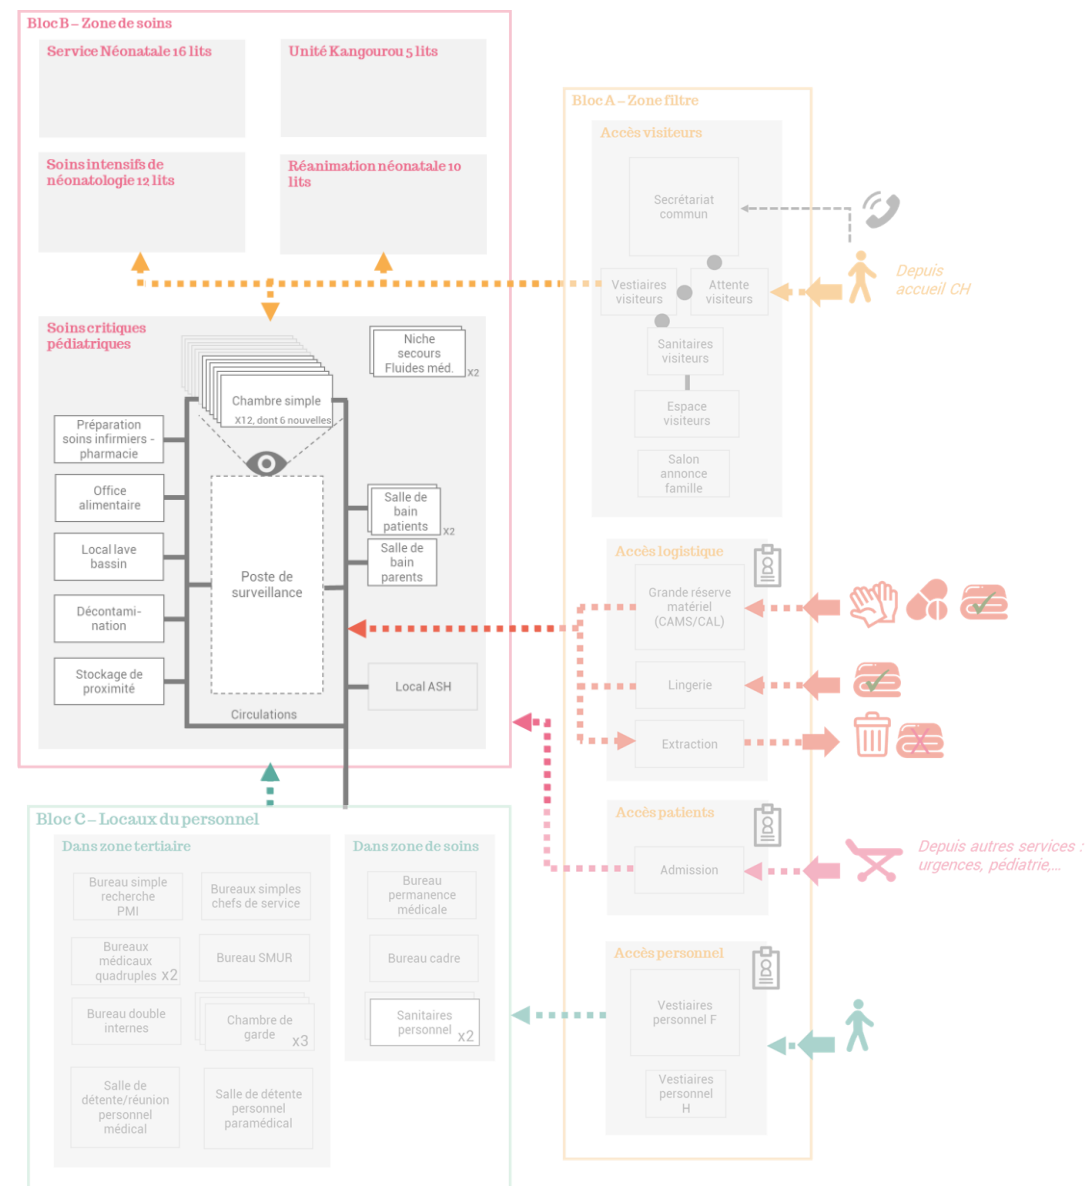 Bloc B – Zone de soins
Service Néonatale 16 lits
Unité Kangourou 5 lits
Soins intensifs de
néonatologie 12 lits
Réanimation néonatale 10
lits
Soins critiques
pédiatriques
Niche
secours
Fluides méd.
X2
Chambre simple
X12, dont 6 nouvelles
Préparation
soins infirmiers -
pharmacie
Office
alimentaire
Local lave
bassin
Décontami-
nation
Stockage de
proximité
Poste de
surveillance
Circulations
Salle de
bain
patients
X2
Salle de
bain
parents
Local ASH
Bloc A – Zone filtre
Accès visiteurs
Secrétariat
commun
Vestiaires
visiteurs
Attente
visiteurs
Sanitaires
visiteurs
Espace
visiteurs
Salon
annonce
famille
Depuis
accueil CH
Accès logistique
Grande réserve
matériel
(CAMS/CAL)
Lingerie
Extraction
Accès patients
Admission
Depuis autres services :
urgences, pédiatrie,...
Accès personnel
Vestiaires
personnel F
Vestiaires
personnel
H
Bloc C – Locaux du personnel
Dans zone tertiaire
Bureau simple
recherche
PMI
Bureaux simples
chefs de service
Bureaux
médicaux
quadruples x2
Bureau SMUR
Bureau double
internes
Chambre de
garde
x3
Salle de
détente/réunion
personnel
médical
Salle de détente
personnel
paramédical
Dans zone de soins
Bureau
permanence
médicale
Bureau cadre
Sanitaires
personnel
x2